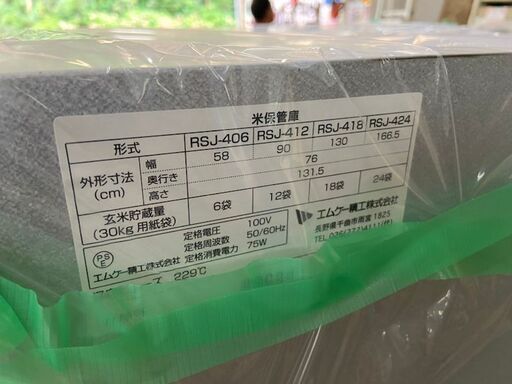 米保管庫
形式 RSJ-406 RSJ-412 RSJ-418 RSJ-424
外形寸法 (cm) 幅 58 90 130 166.5
奥行き 76
高さ 131.5
玄米貯蔵量 (30kg用紙袋) 6袋 12袋 18袋 24袋
PSE
エムケー精工株式会社
定格電圧 100V
定格周波数 50/60Hz
定格消費電力 75W
エムケー精工株式会社
長野県千曲市雨宮 1825
229℃